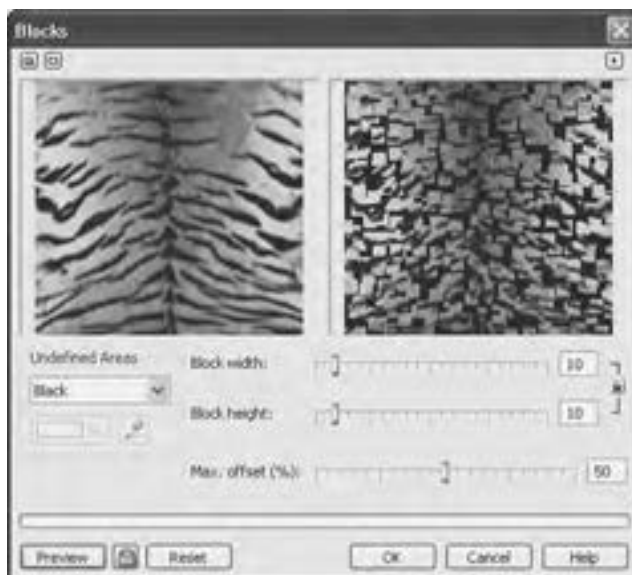 Blocks
Undefined Areas
Black
Block width: 10
Block height: 10
Max. offset (%): 50
Preview Reset OK Cancel Help